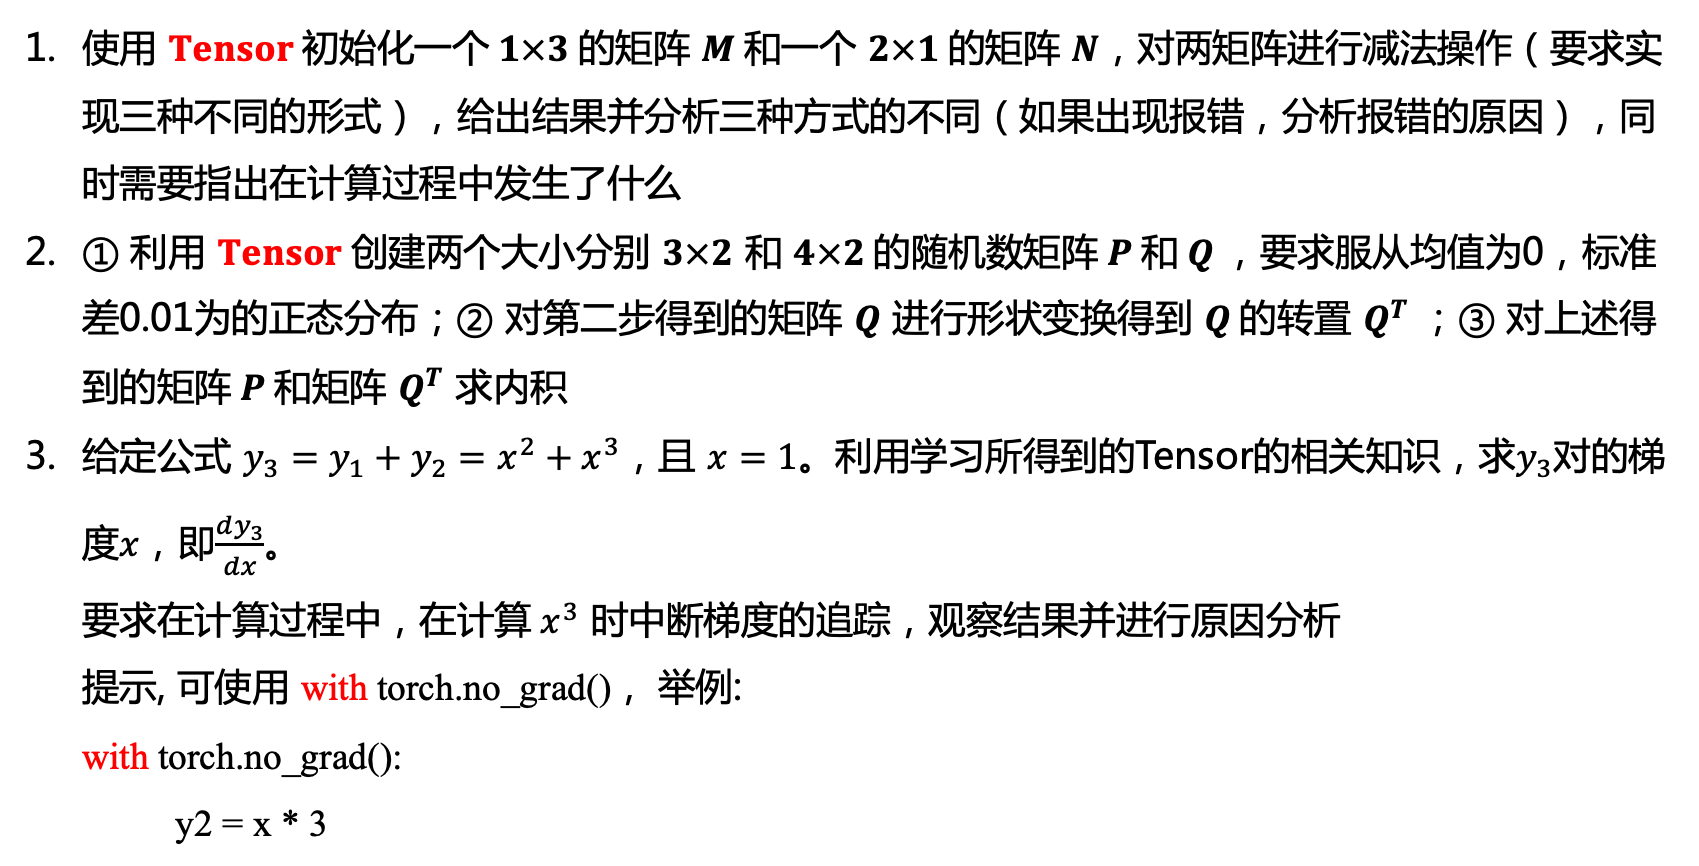 1. 使用 Tensor 初始化一个 1×3 的矩阵 M 和一个 2×1 的矩阵 N，对两矩阵进行减法操作（要求实
现三种不同的形式），给出结果并分析三种方式的不同（如果出现报错，分析报错的原因），同
时需要指出在计算过程中发生了什么
2. ① 利用 Tensor 创建两个大小分别 3×2 和 4×2 的随机数矩阵 P 和 Q ，要求服从均值为0，标准
差0.01为的正态分布；② 对第二步得到的矩阵 Q 进行形状变换得到 Q 的转置 Qᵀ ；③ 对上述得
到的矩阵 P 和矩阵 Qᵀ 求内积
3. 给定公式 y₃ = y₁ + y₂ = x² + x³，且 x = 1。利用学习所得到的Tensor的相关知识，求y₃对的梯
度x，即dy₃/dx。
要求在计算过程中，在计算 x³ 时中断梯度的追踪，观察结果并进行原因分析
提示, 可使用 with torch.no_grad()， 举例:
with torch.no_grad():
y2 = x * 3